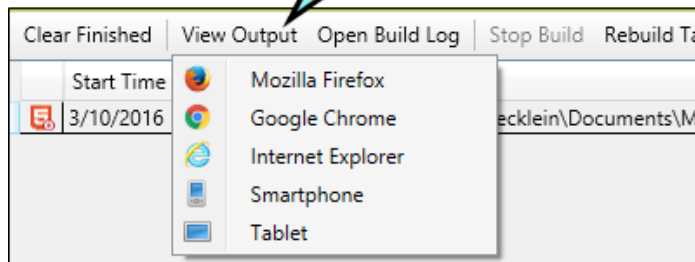 Clear Finished View Output Open Build Log Stop Build Rebuild
Start Time
3/10/2016 ecklein\Documents\M
Mozilla Firefox
Google Chrome
Internet Explorer
Smartphone
Tablet